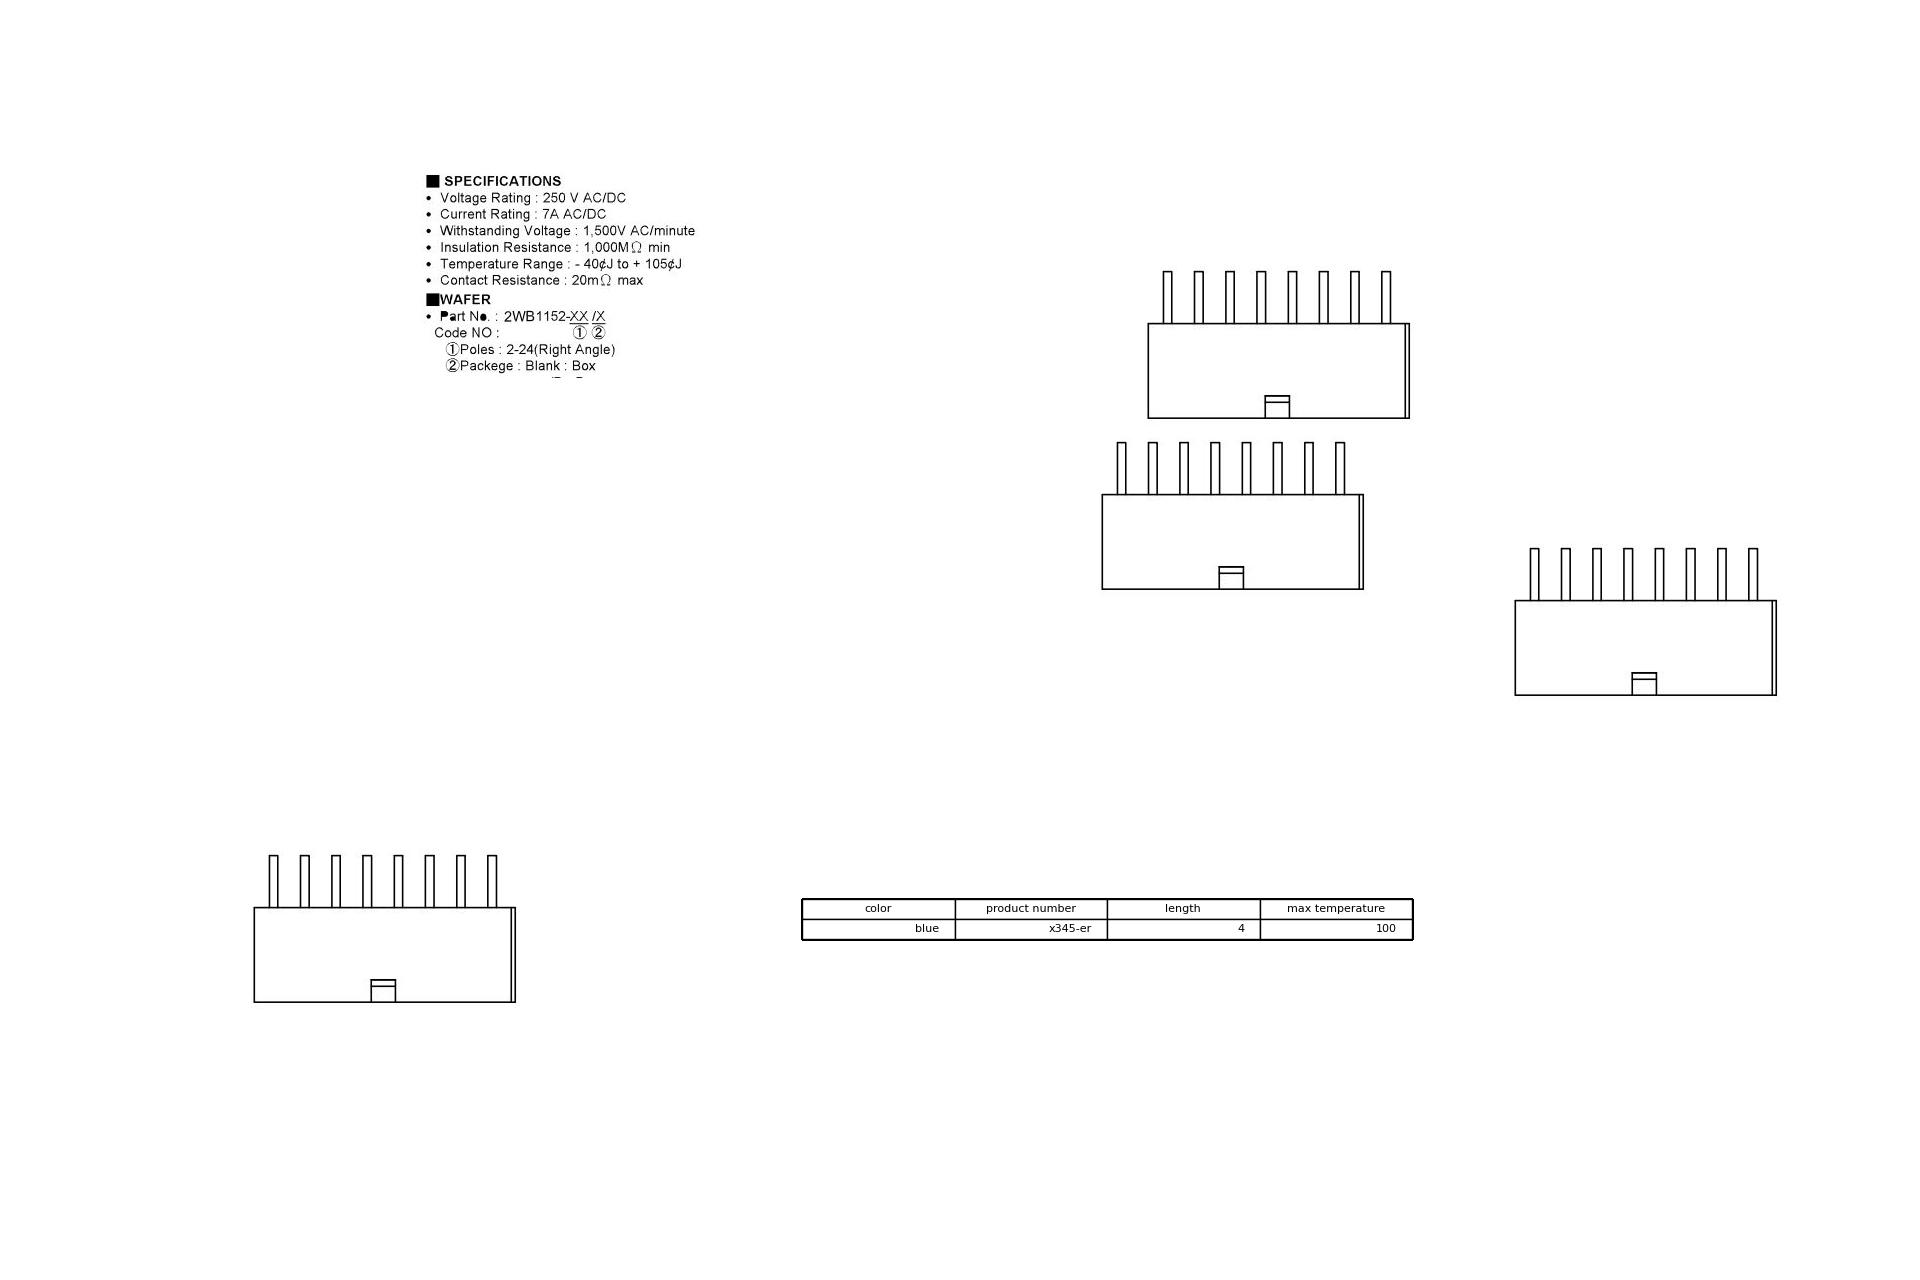 ■ SPECIFICATIONS
• Voltage Rating : 250 V AC/DC
• Current Rating : 7A AC/DC
• Withstanding Voltage : 1,500V AC/minute
• Insulation Resistance : 1,000MΩ min
• Temperature Range : - 40¢J to + 105¢J
• Contact Resistance : 20mΩ max
■WAFER
• Part No. : 2WB1152-XX /X
Code NO : ① ②
①Poles : 2-24(Right Angle)
②Packege : Blank : Box
color product number length max temperature
blue x345-er 4 100